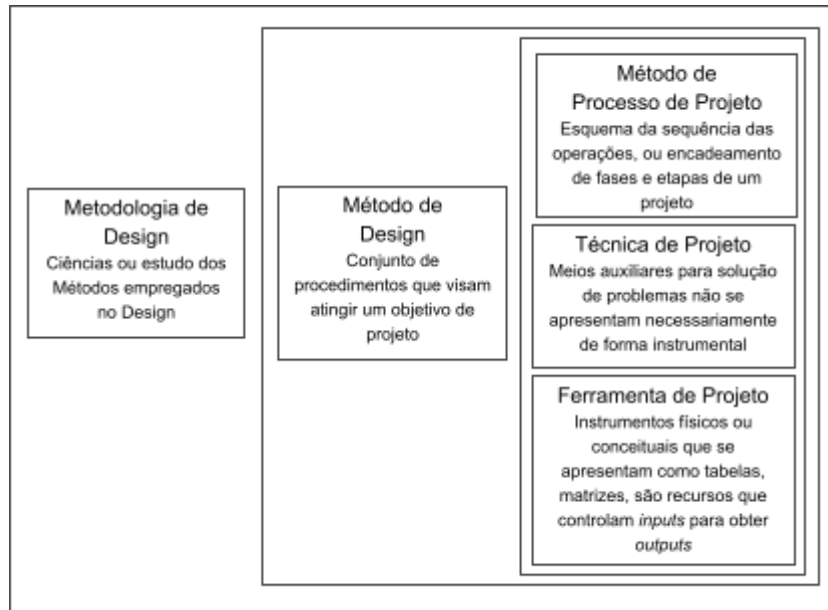 Metodologia de
Design
Ciências ou estudo dos
Métodos empregados
no Design
Método de
Design
Conjunto de
procedimentos que visam
atingir um objetivo de
projeto
Método de
Processo de Projeto
Esquema da sequência das
operações, ou encadeamento
de fases e etapas de um
projeto
Técnica de Projeto
Meios auxiliares para solução
de problemas não se
apresentam necessariamente
de forma instrumental
Ferramenta de Projeto
Instrumentos físicos ou
conceituais que se
apresentam como tabelas,
matrizes, são recursos que
controlam inputs para obter
outputs